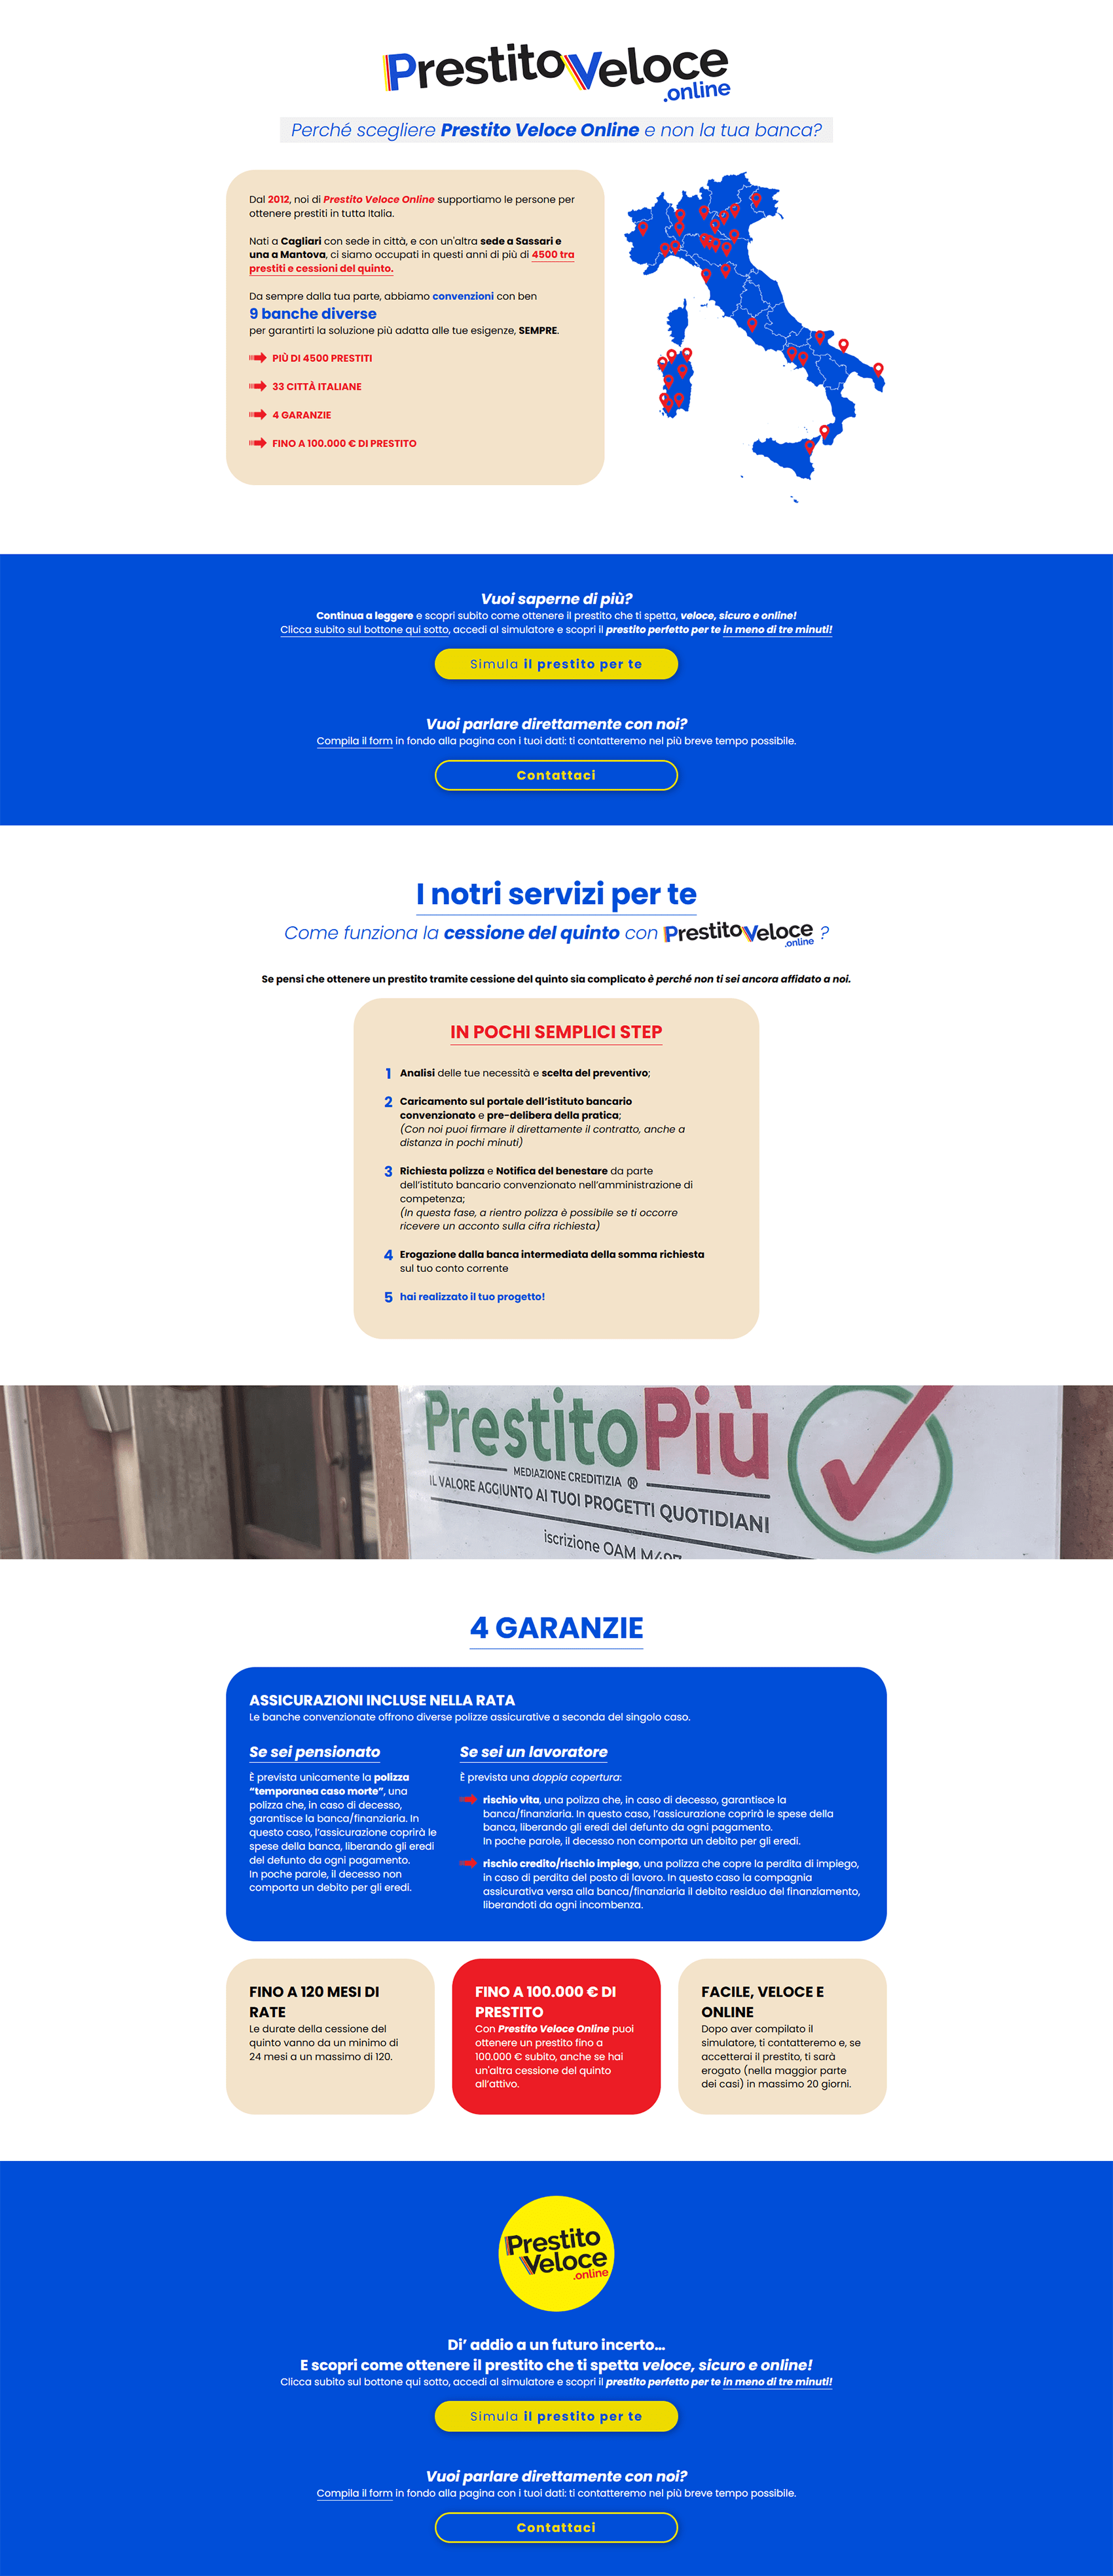 PrestitoVeloce
.online
Perché scegliere Prestito Veloce Online e non la tua banca?
Dal 2012, noi di Prestito Veloce Online supportiamo le persone per
ottenere prestiti in tutta Italia.
Nati a Cagliari con sede in città, e con un'altra sede a Sassari e
una a Mantova, ci siamo occupati in questi anni di più di 4500 tra
prestiti e cessioni del quinto.
Da sempre dalla tua parte, abbiamo convenzioni con ben
9 banche diverse
per garantirti la soluzione più adatta alle tue esigenze, SEMPRE.
PIÙ DI 4500 PRESTITI
33 CITTÀ ITALIANE
4 GARANZIE
FINO A 100.000 € DI PRESTITO
Vuoi saperne di più?
Continua a leggere e scopri subito come ottenere il prestito che ti spetta, veloce, sicuro e online!
Clicca subito sul bottone qui sotto, accedi al simulatore e scopri il prestito perfetto per te in meno di tre minuti!
Simula il prestito per te
Vuoi parlare direttamente con noi?
Compila il form in fondo alla pagina con i tuoi dati: ti contatteremo nel più breve tempo possibile.
Contattaci
I notri servizi per te
Come funziona la cessione del quinto con PrestitoVeloce .online ?
Se pensi che ottenere un prestito tramite cessione del quinto sia complicato è perché non ti sei ancora affidato a noi.
IN POCHI SEMPLICI STEP
1 Analisi delle tue necessità e scelta del preventivo;
2 Caricamento sul portale dell'istituto bancario
convenzionato e pre-delibera della pratica;
(Con noi puoi firmare il direttamente il contratto, anche a
distanza in pochi minuti)
3 Richiesta polizza e Notifica del benestare da parte
dell'istituto bancario convenzionato nell'amministrazione di
competenza;
(In questa fase, a rientro polizza è possibile se ti occorre
ricevere un acconto sulla cifra richiesta)
4 Erogazione dalla banca intermediata della somma richiesta
sul tuo conto corrente
5 hai realizzato il tuo progetto!
PrestitoPiù
MEDIAZIONE CREDITIZIA ®
IL VALORE AGGIUNTO AI TUOI PROGETTI QUOTIDIANI
iscrizione OAM M497
4 GARANZIE
ASSICURAZIONI INCLUSE NELLA RATA
Le banche convenzionate offrono diverse polizze assicurative a seconda del singolo caso.
Se sei pensionato
È prevista unicamente la polizza
"temporanea caso morte", una
polizza che, in caso di decesso,
garantisce la banca/finanziaria. In
questo caso, l'assicurazione coprirà le
spese della banca, liberando gli eredi
del defunto da ogni pagamento.
In poche parole, il decesso non
comporta un debito per gli eredi.
Se sei un lavoratore
È prevista una doppia copertura:
rischio vita, una polizza che, in caso di decesso, garantisce la
banca/finanziaria. In questo caso, l'assicurazione coprirà le spese della
banca, liberando gli eredi del defunto da ogni pagamento.
In poche parole, il decesso non comporta un debito per gli eredi.
rischio credito/rischio impiego, una polizza che copre la perdita di impiego,
in caso di perdita del posto di lavoro. In questo caso la compagnia
assicurativa versa alla banca/finanziaria il debito residuo del finanziamento,
liberandoti da ogni incombenza.
FINO A 120 MESI DI
RATE
Le durate della cessione del
quinto vanno da un minimo di
24 mesi a un massimo di 120.
FINO A 100.000 € DI
PRESTITO
Con Prestito Veloce Online puoi
ottenere un prestito fino a
100.000 € subito, anche se hai
un'altra cessione del quinto
all'attivo.
FACILE, VELOCE E
ONLINE
Dopo aver compilato il
simulatore, ti contatteremo e, se
accetterai il prestito, ti sarà
erogato (nella maggior parte
dei casi) in massimo 20 giorni.
Prestito
Veloce
.online
Di' addio a un futuro incerto...
E scopri come ottenere il prestito che ti spetta veloce, sicuro e online!
Clicca subito sul bottone qui sotto, accedi al simulatore e scopri il prestito perfetto per te in meno di tre minuti!
Simula il prestito per te
Vuoi parlare direttamente con noi?
Compila il form in fondo alla pagina con i tuoi dati: ti contatteremo nel più breve tempo possibile.
Contattaci